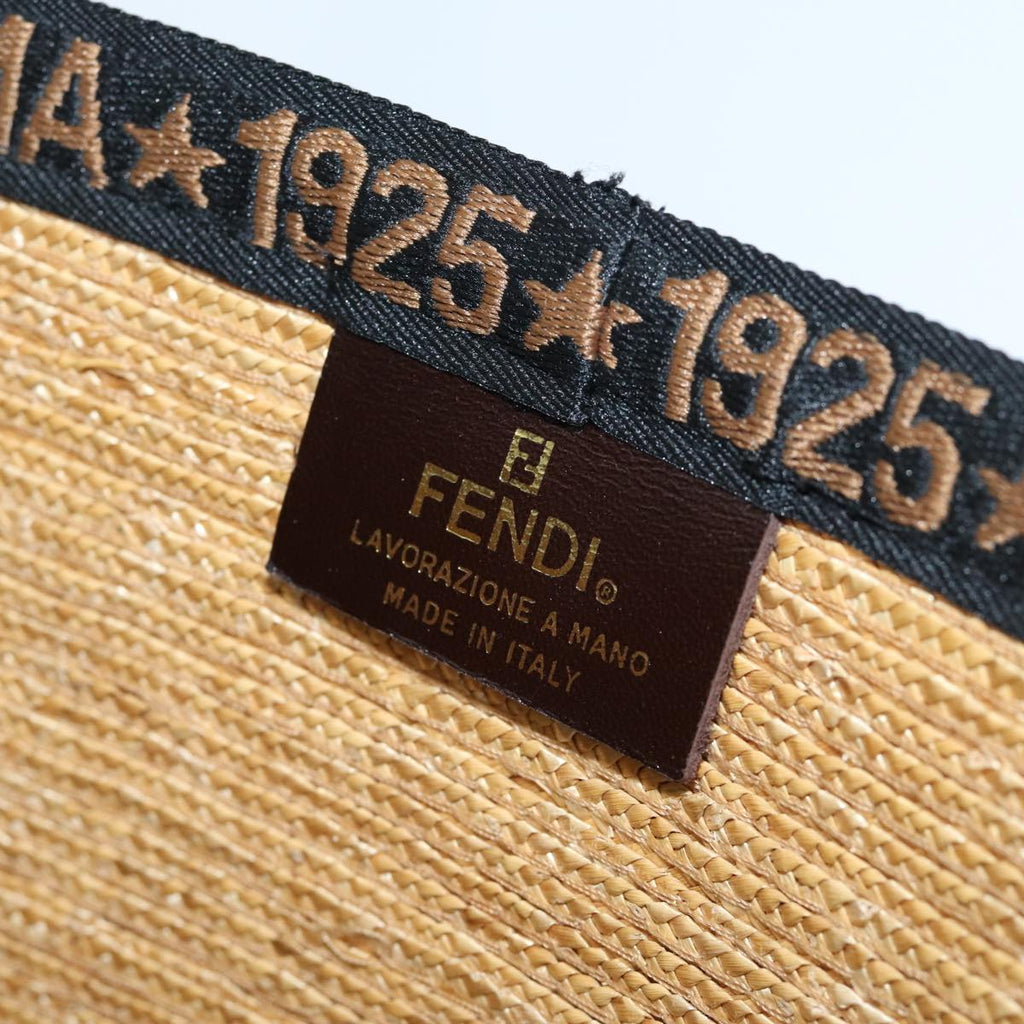 1925 ★ 1925
FENDI®
LAVORAZIONE A MANO
MADE IN ITALY